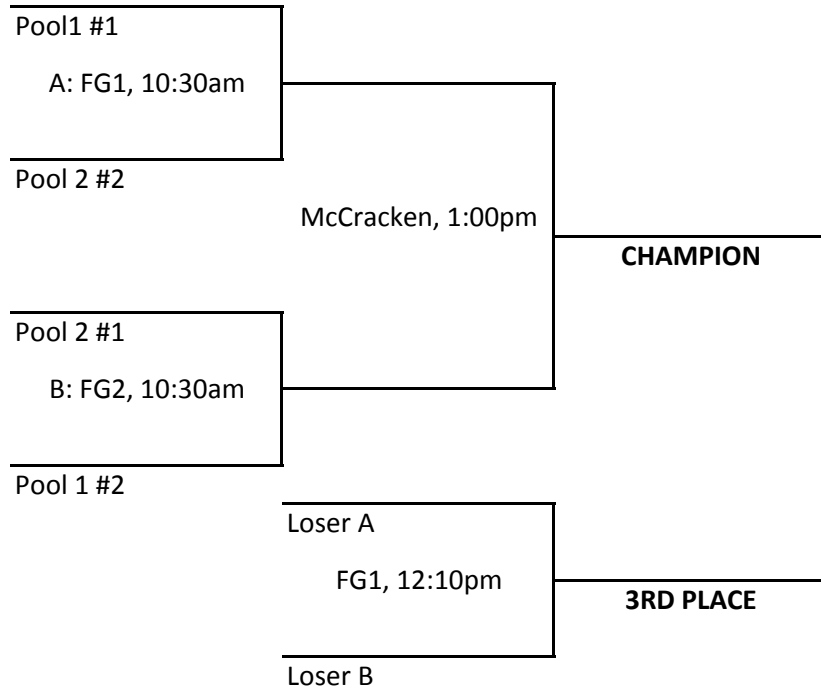 Pool1 #1
A: FG1, 10:30am
Pool 2 #2
McCracken, 1:00pm
CHAMPION
Pool 2 #1
B: FG2, 10:30am
Pool 1 #2
Loser A
FG1, 12:10pm
3RD PLACE
Loser B